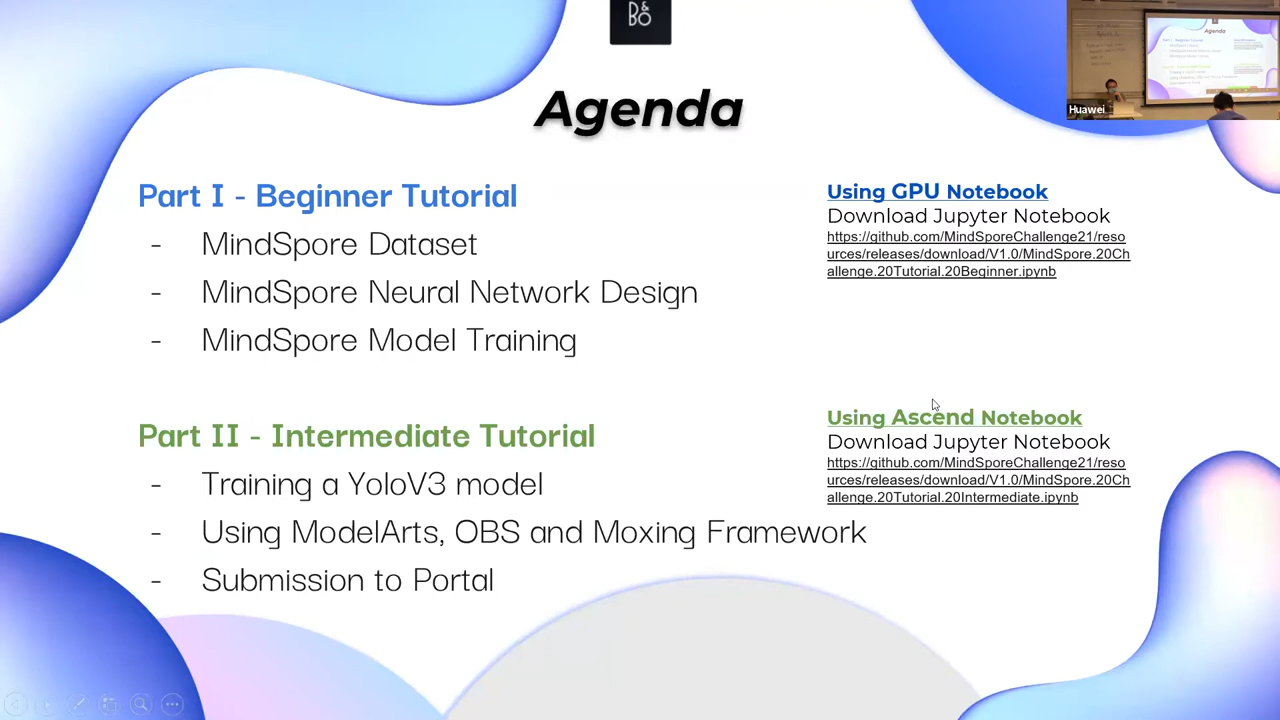 B&
BO
Agenda
Huawei
Part I - Beginner Tutorial
- MindSpore Dataset
- MindSpore Neural Network Design
- MindSpore Model Training
Using GPU Notebook
Download Jupyter Notebook
https://github.com/MindSporeChallenge21/reso
urces/releases/download/V1.0/MindSpore.20Ch
allenge.20Tutorial.20Beginner.ipynb
Part II - Intermediate Tutorial
- Training a YoloV3 model
- Using ModelArts, OBS and Moxing Framework
- Submission to Portal
Using Ascend Notebook
Download Jupyter Notebook
https://github.com/MindSporeChallenge21/reso
urces/releases/download/V1.0/MindSpore.20Ch
allenge.20Tutorial.20Intermediate.ipynb